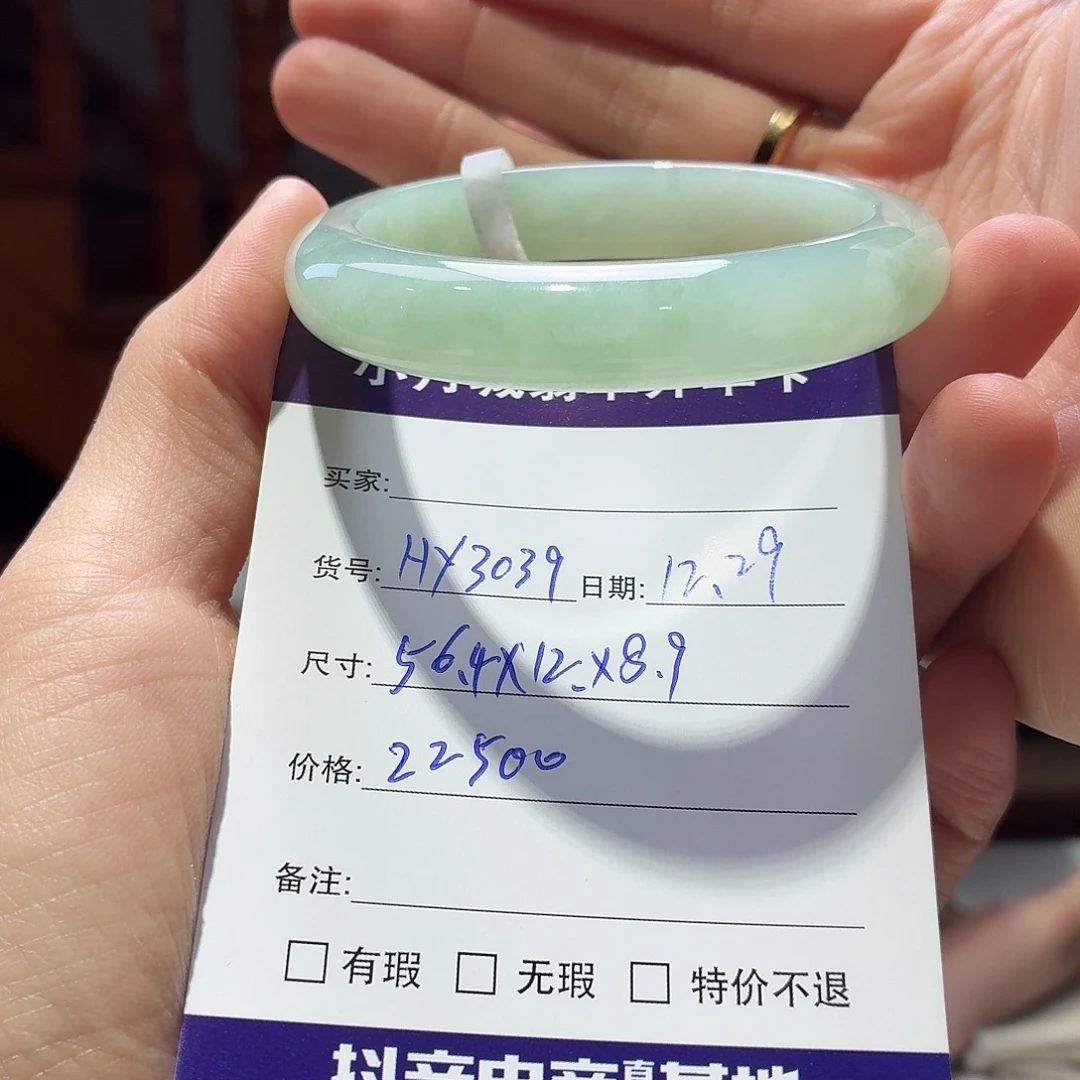 买家:
货号: HY3039 日期: 12.29
尺寸: 56.4X12.X8.9
价格: 22500
备注:
□ 有瑕 □ 无瑕 □ 特价不退